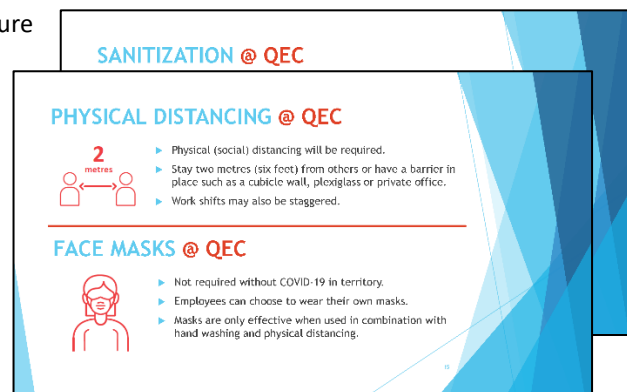 ure
SANITIZATION @ QEC
PHYSICAL DISTANCING @ QEC
2
metres
Physical (social) distancing will be required.
Stay two metres (six feet) from others or have a barrier in
place such as a cubicle wall, plexiglass or private office.
Work shifts may also be staggered.
FACE MASKS @ QEC
Not required without COVID-19 in territory.
Employees can choose to wear their own masks.
Masks are only effective when used in combination with
hand washing and physical distancing.